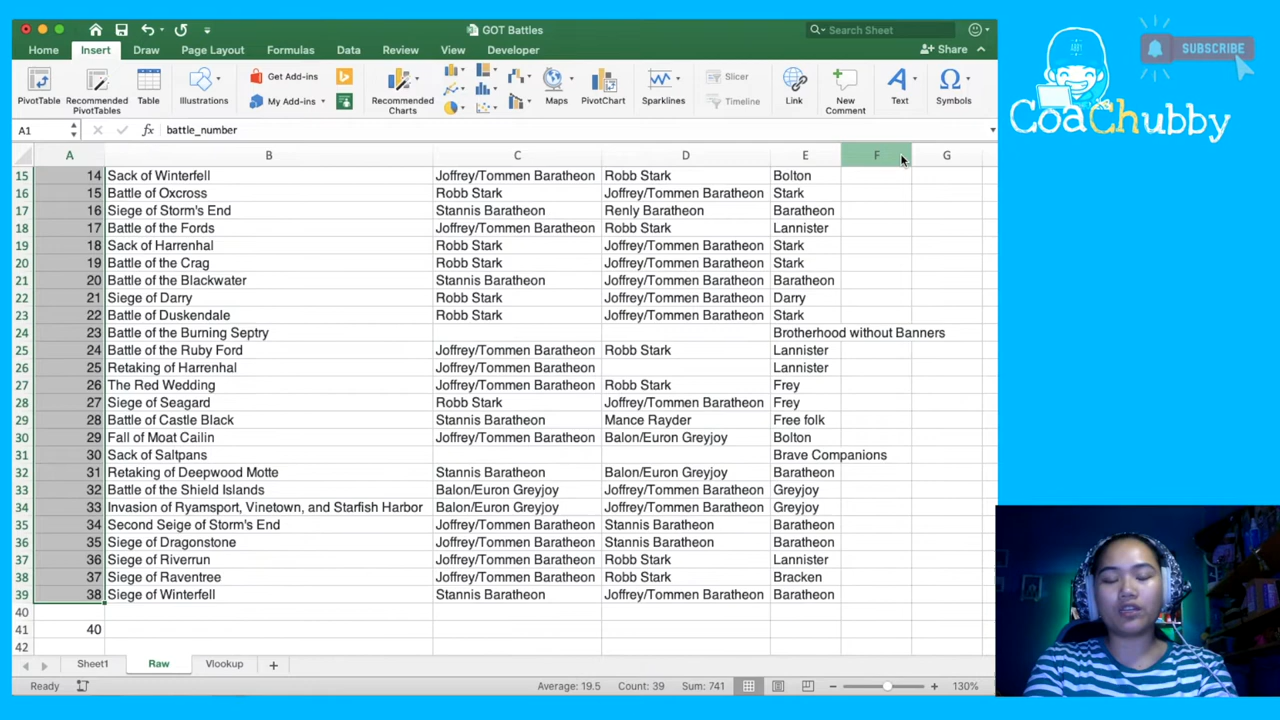 GOT Battles
Search Sheet
Home Insert Draw Page Layout Formulas Data Review View Developer
Share
PivotTable
Recommended PivotTables
Table
Illustrations
Get Add-ins
My Add-ins
Recommended Charts
Maps
PivotChart
Sparklines
Slicer
Timeline
Link
New Comment
Text
Symbols
A1 fx battle_number
A B C D E F G
15 14 Sack of Winterfell Joffrey/Tommen Baratheon Robb Stark Bolton
16 15 Battle of Oxcross Robb Stark Joffrey/Tommen Baratheon Stark
17 16 Siege of Storm's End Stannis Baratheon Renly Baratheon Baratheon
18 17 Battle of the Fords Joffrey/Tommen Baratheon Robb Stark Lannister
19 18 Sack of Harrenhal Robb Stark Joffrey/Tommen Baratheon Stark
20 19 Battle of the Crag Robb Stark Joffrey/Tommen Baratheon Stark
21 20 Battle of the Blackwater Stannis Baratheon Joffrey/Tommen Baratheon Baratheon
22 21 Siege of Darry Robb Stark Joffrey/Tommen Baratheon Darry
23 22 Battle of Duskendale Robb Stark Joffrey/Tommen Baratheon Stark
24 23 Battle of the Burning Septry Brotherhood without Banners
25 24 Battle of the Ruby Ford Joffrey/Tommen Baratheon Robb Stark Lannister
26 25 Retaking of Harrenhal Joffrey/Tommen Baratheon Lannister
27 26 The Red Wedding Joffrey/Tommen Baratheon Robb Stark Frey
28 27 Siege of Seagard Robb Stark Joffrey/Tommen Baratheon Frey
29 28 Battle of Castle Black Stannis Baratheon Mance Rayder Free folk
30 29 Fall of Moat Cailin Joffrey/Tommen Baratheon Balon/Euron Greyjoy Bolton
31 30 Sack of Saltpans Brave Companions
32 31 Retaking of Deepwood Motte Stannis Baratheon Balon/Euron Greyjoy Baratheon
33 32 Battle of the Shield Islands Balon/Euron Greyjoy Joffrey/Tommen Baratheon Greyjoy
34 33 Invasion of Ryamsport, Vinetown, and Starfish Harbor Balon/Euron Greyjoy Joffrey/Tommen Baratheon Greyjoy
35 34 Second Seige of Storm's End Joffrey/Tommen Baratheon Stannis Baratheon Baratheon
36 35 Siege of Dragonstone Joffrey/Tommen Baratheon Stannis Baratheon Baratheon
37 36 Siege of Riverrun Joffrey/Tommen Baratheon Robb Stark Lannister
38 37 Siege of Raventree Joffrey/Tommen Baratheon Robb Stark Bracken
39 38 Siege of Winterfell Stannis Baratheon Joffrey/Tommen Baratheon Baratheon
40
41 40
42
Sheet1 Raw Vlookup
Ready Average: 19.5 Count: 39 Sum: 741 130%
SUBSCRIBE
CoaChubby